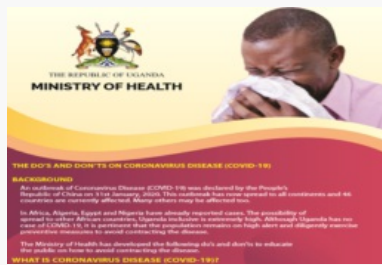 THE REPUBLIC OF UGANDA
MINISTRY OF HEALTH
THE DO'S AND DON'TS ON CORONAVIRUS DISEASE (COVID-19)
BACKGROUND
An outbreak of Coronavirus Disease (COVID-19) was declared by the People's
Republic of China on 31st January, 2020. This outbreak has now spread to all continents and 46
countries are currently affected. Many others may be affected too.
In Africa, Algeria, Egypt and Nigeria have already reported cases. The possibility of
spread to other African countries, Uganda inclusive is extremely high. Although Uganda has no
case of COVID-19, it is pertinent that the population remains on high alert and diligently exercise
preventive measures to avoid contracting the disease.
The Ministry of Health has developed the following do's and don'ts to educate
the public on how to avoid contracting the disease.
WHAT IS CORONAVIRUS DISEASE (COVID-19)?